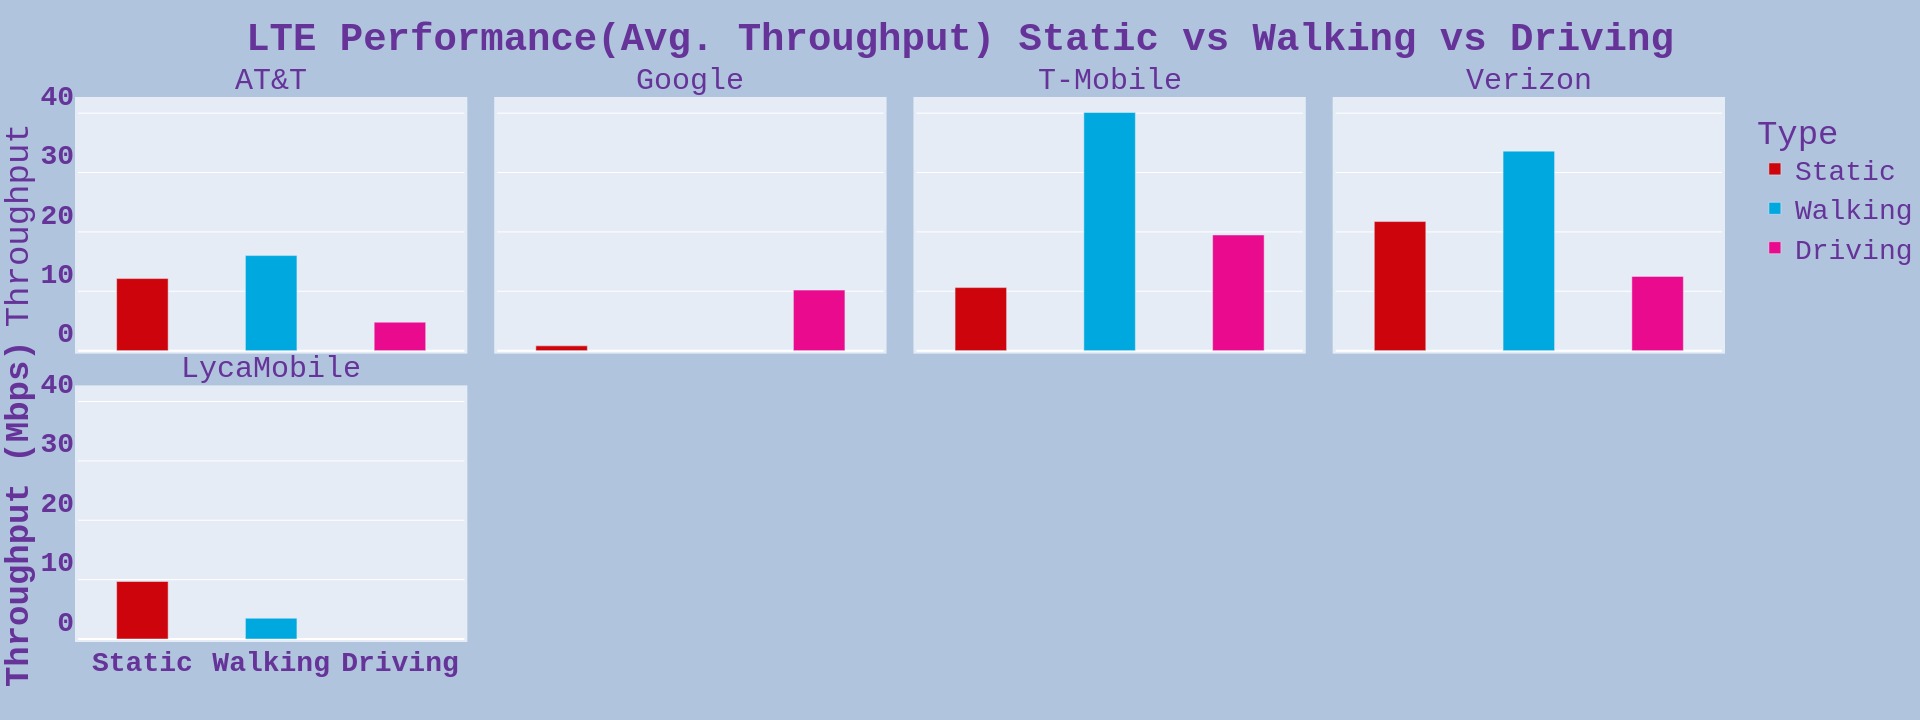 LTE Performance(Avg. Throughput) Static vs Walking vs Driving
AT&T
Google
T-Mobile
Verizon
40
30
20
10
0
Throughput
Type
Static
Walking
Driving
LycaMobile
40
30
20
10
0
Throughput (Mbps)
Static Walking Driving